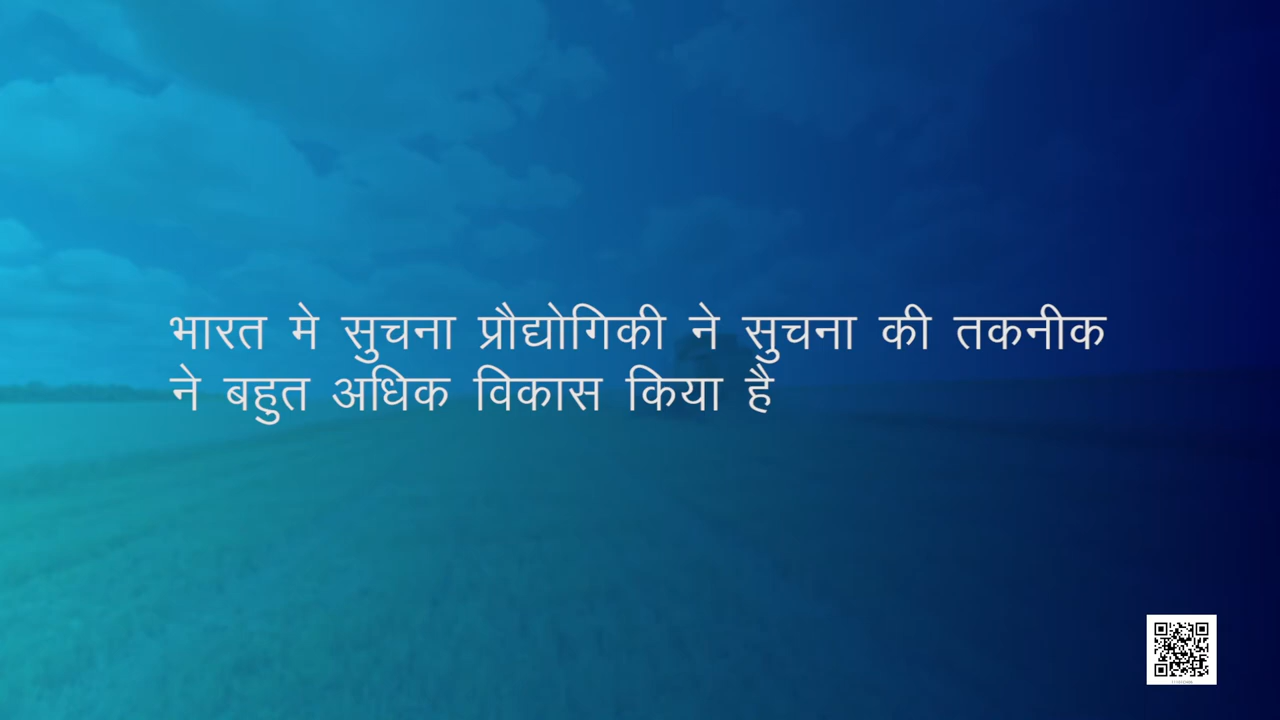 भारत मे सुचना प्रौद्योगिकी ने सुचना की तकनीक
ने बहुत अधिक विकास किया है